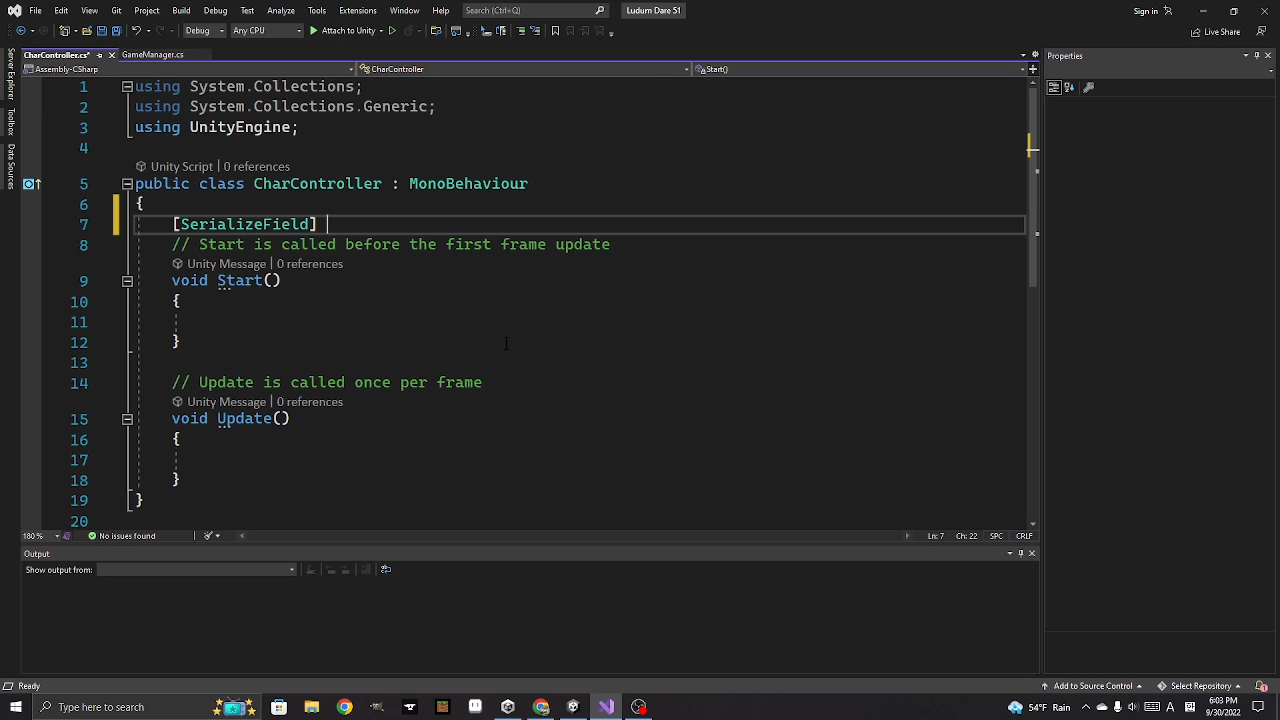 File Edit View Git Project Build Debug Test Analyze Tools Extensions Window Help Search (Ctrl+Q) Ludum Dare 51 Sign in
Debug Any CPU Attach to Unity Live Share
CharController.cs* GameManager.cs Properties
Assembly-CSharp CharController Start()
Server Explorer
Toolbox
Data Sources
1 using System.Collections;
2 using System.Collections.Generic;
3 using UnityEngine;
4
Unity Script | 0 references
5 public class CharController : MonoBehaviour
6 {
7 [SerializeField]
8 // Start is called before the first frame update
Unity Message | 0 references
9 void Start()
10 {
11
12 }
13
14 // Update is called once per frame
Unity Message | 0 references
15 void Update()
16 {
17
18 }
19 }
20
180% No issues found Ln: 7 Ch: 22 SPC CRLF
Output
Show output from:
Ready Add to Source Control Select Repository
Type here to search 54°F Rain 6:03 PM
9/30/2022